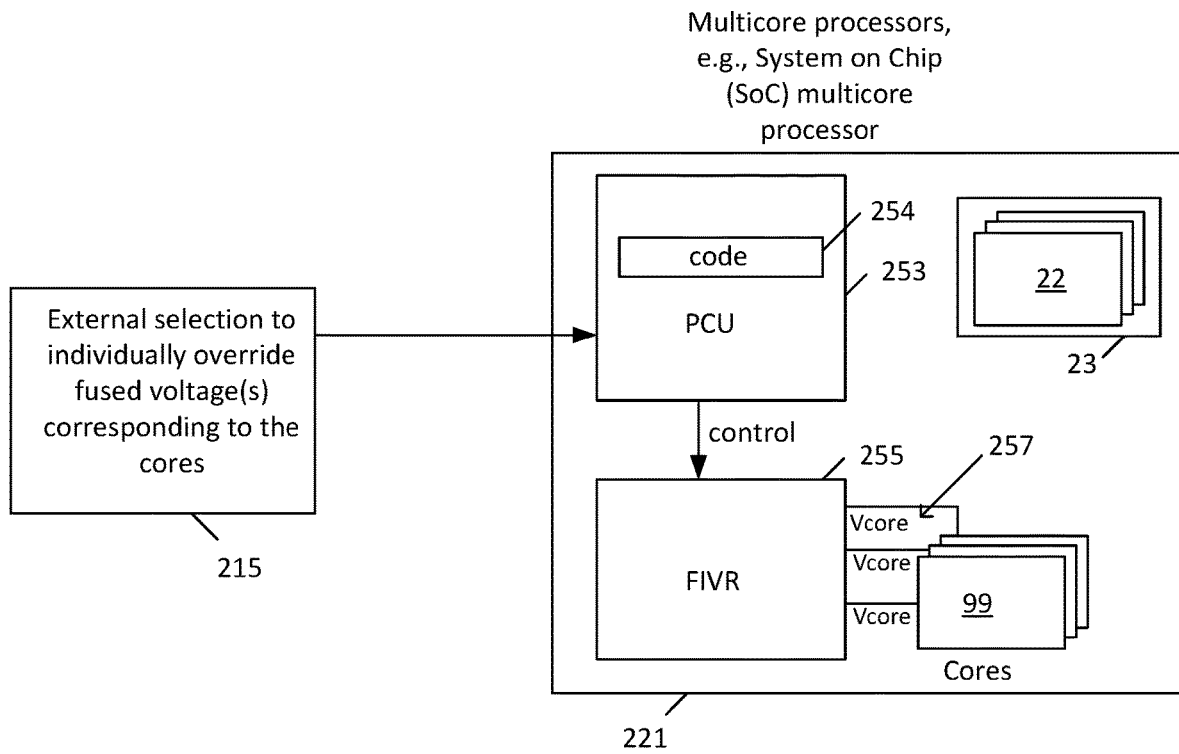 Multicore processors,
e.g., System on Chip
(SoC) multicore
processor
254
code
253
PCU
22
23
External selection to
individually override
fused voltage(s)
corresponding to the
cores
215
control
255
257
Vcore
Vcore
Vcore
FIVR
99
Cores
221